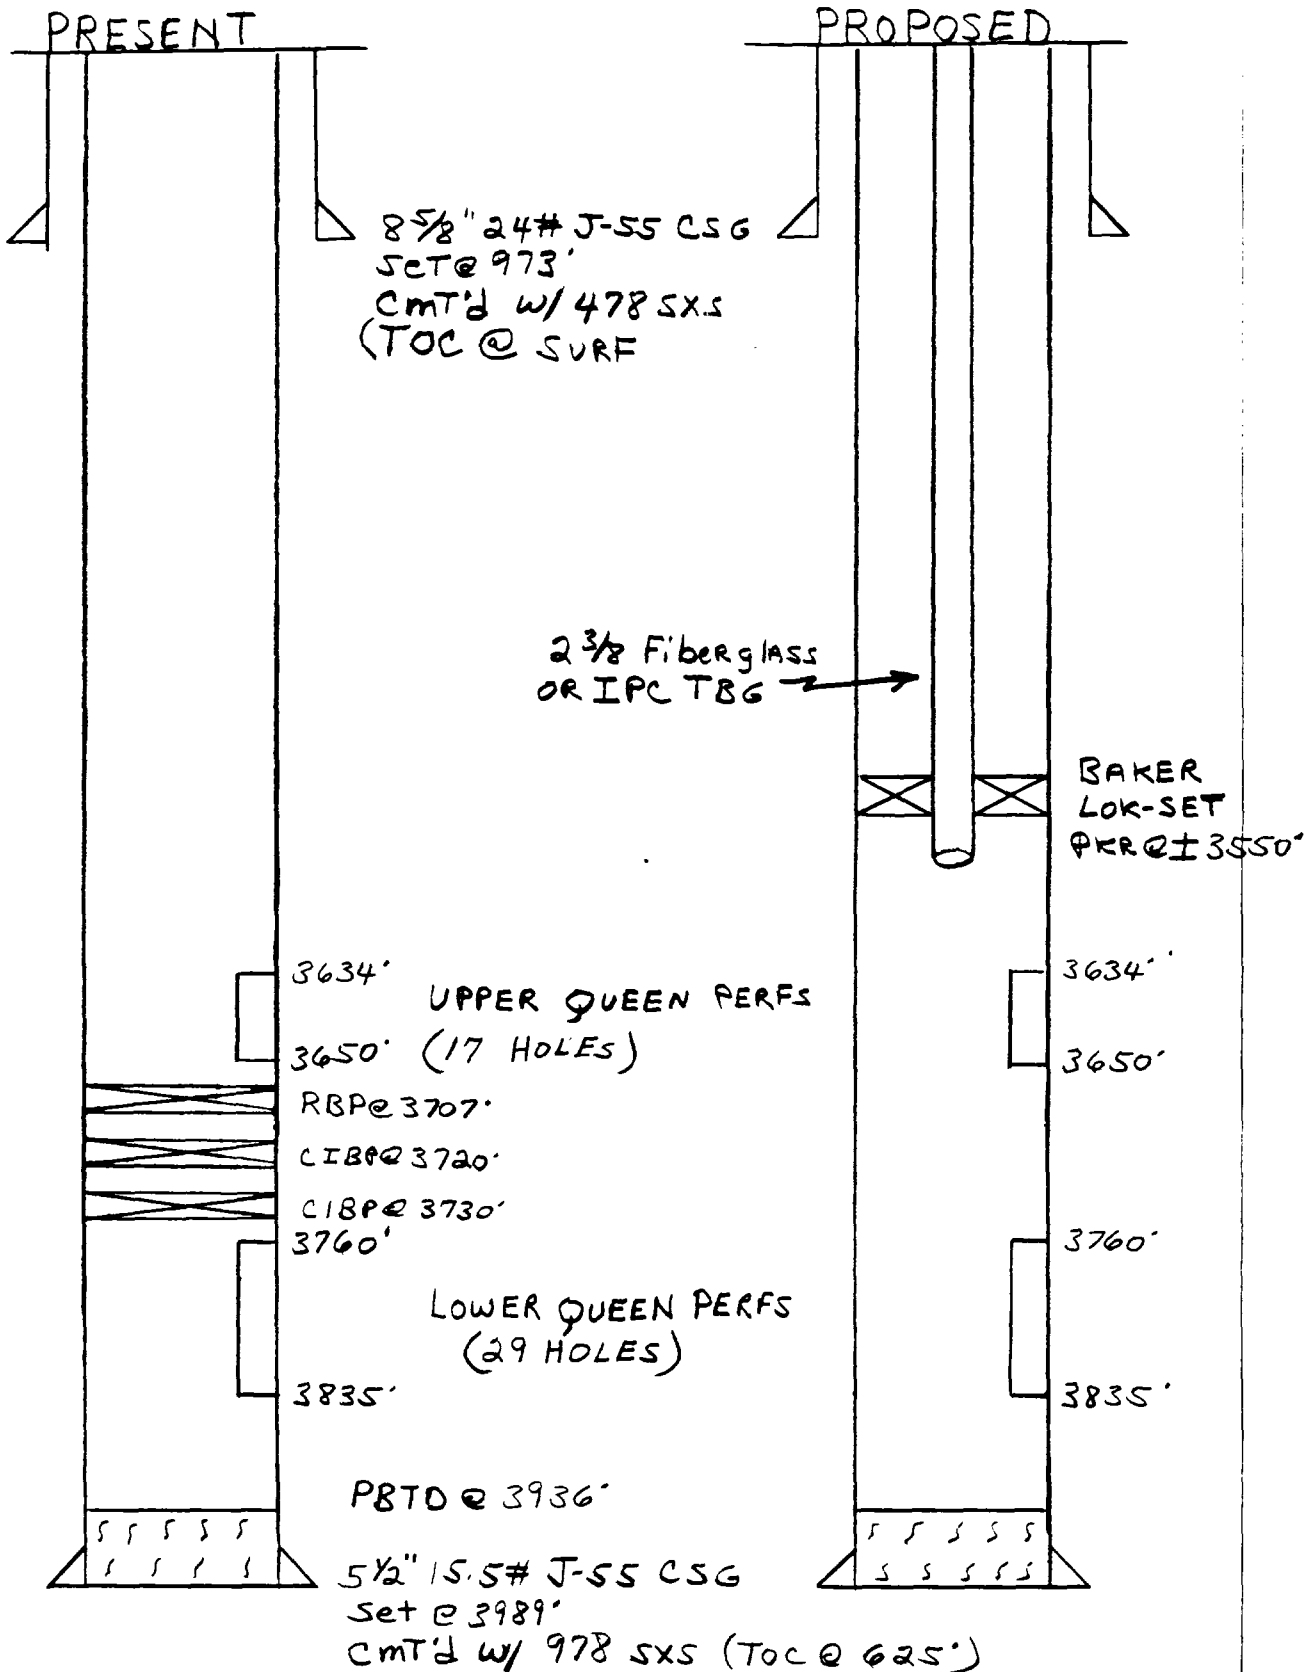 PRESENT
PROPOSED
8 5/8" 24# J-55 CSG
SET @ 973'
CMT'd w/ 478 SXS
(TOC @ SURF
2 3/8 Fiberglass
OR IPC TBG
BAKER
LOK-SET
PKR @ ± 3550'
3634'
UPPER QUEEN PERFS
3650' (17 HOLES)
RBP @ 3707'
CIBP @ 3720'
CIBP @ 3730'
3760'
LOWER QUEEN PERFS
(29 HOLES)
3835'
3634'
3650'
3760'
3835'
PBTD @ 3936'
5 1/2" 15.5# J-55 CSG
Set @ 3989'
CMT'd w/ 978 SXS (TOC @ 625')